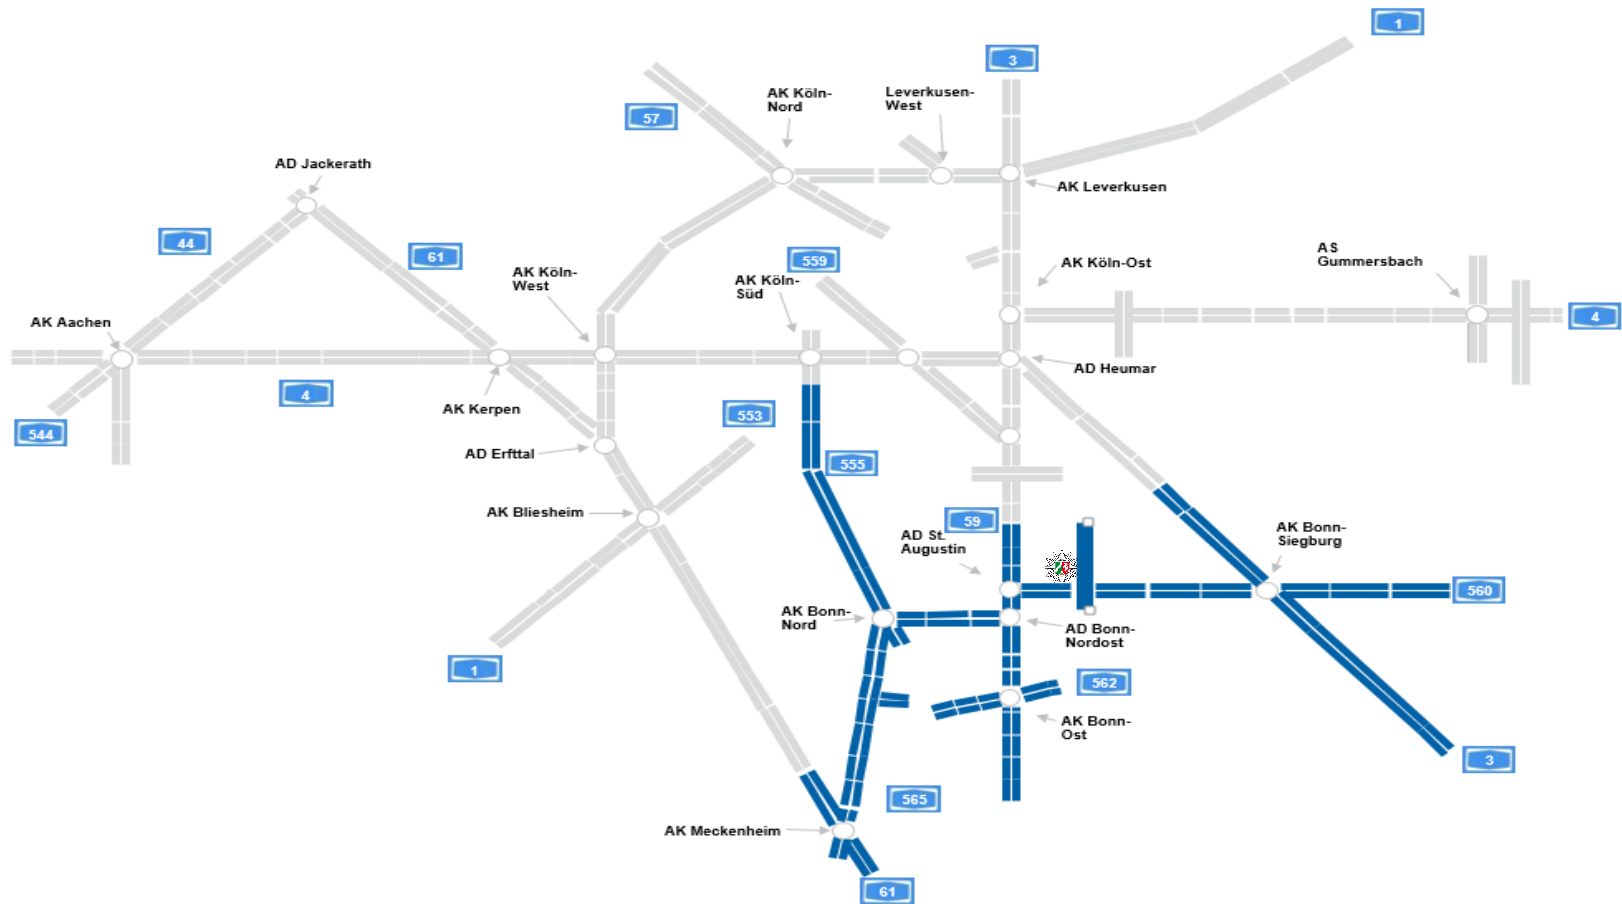 1
3
AK Köln-
Nord
Leverkusen-
West
57
AD Jackerath
AK Leverkusen
44
61
559
AK Köln-
West
AK Köln-
Süd
AK Köln-Ost
AS
Gummersbach
AK Aachen
4
AD Heumar
4
AK Kerpen
553
544
AD Erfttal
555
AK Bliesheim
59
AD St.
Augustin
AK Bonn-
Siegburg
560
AK Bonn-
Nord
AD Bonn-
Nordost
1
562
AK Bonn-
Ost
3
565
AK Meckenheim
61